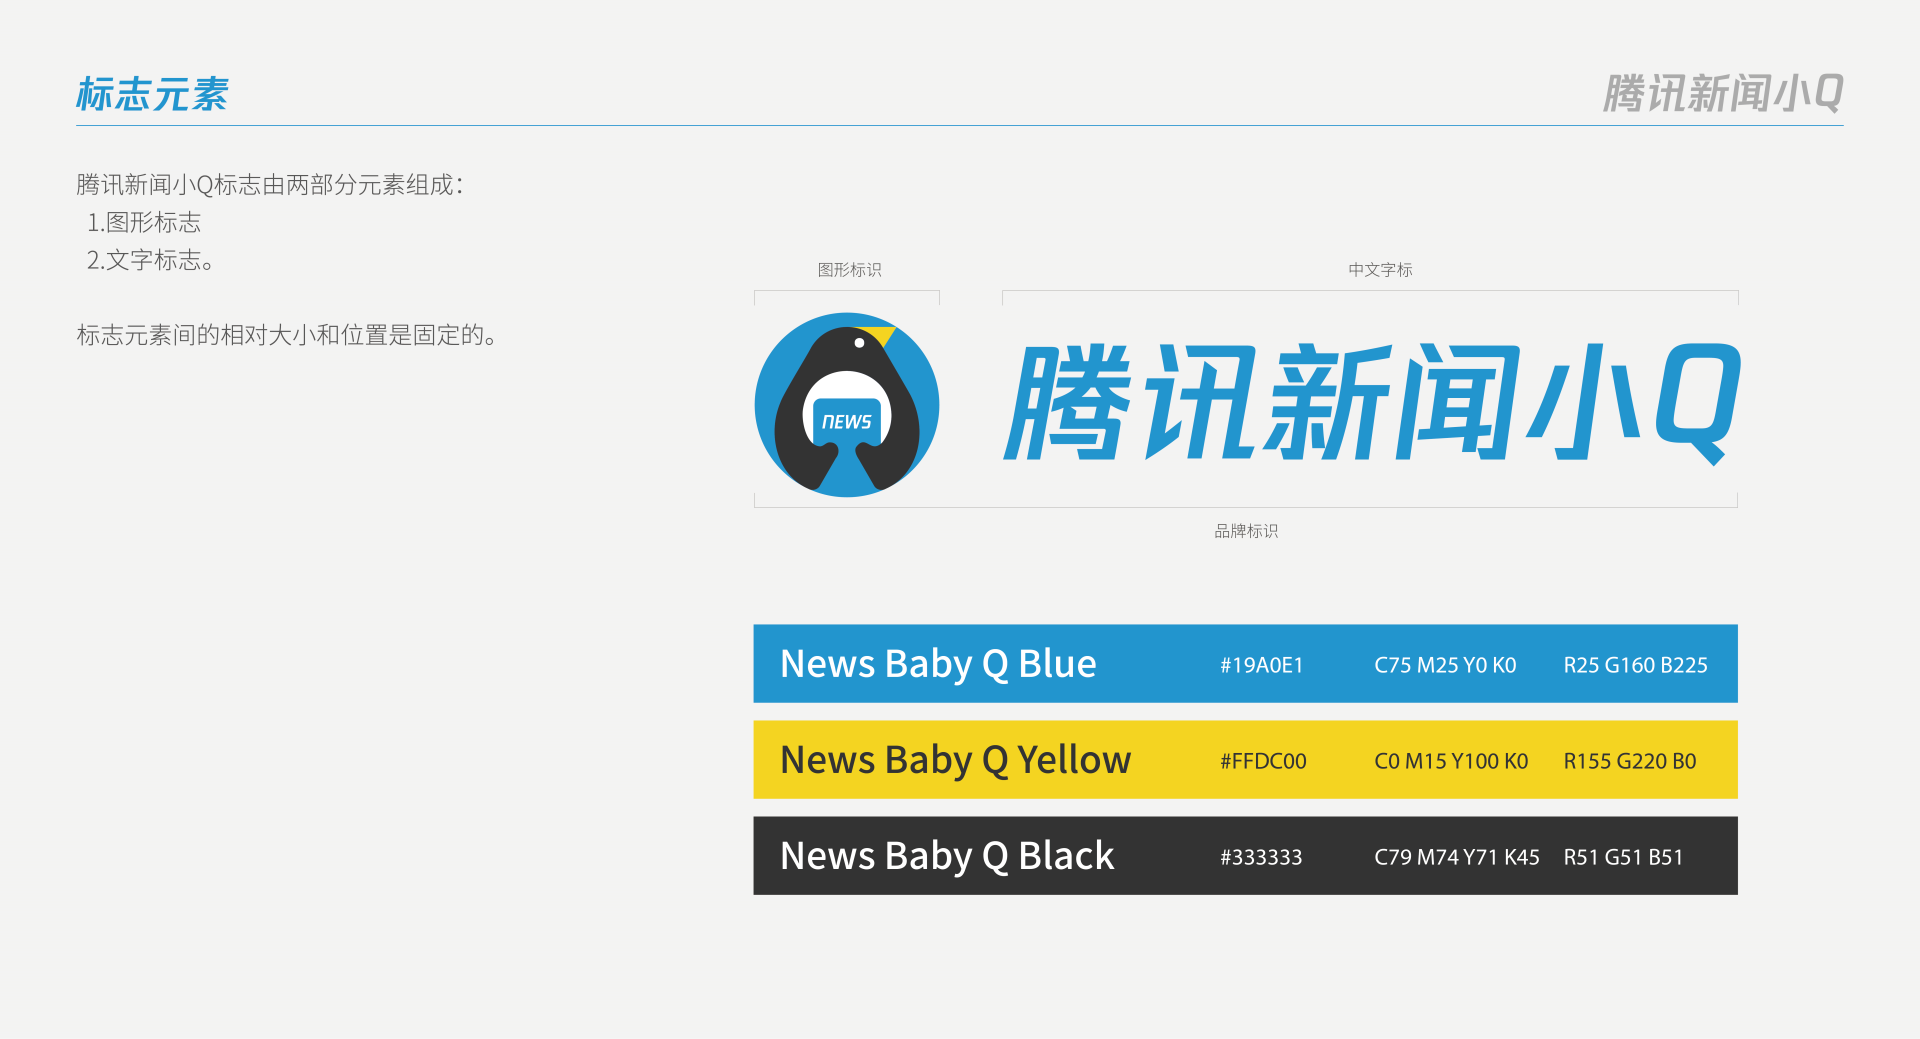 标志元素
腾讯新闻小Q
腾讯新闻小Q标志由两部分元素组成：
1.图形标志
2.文字标志。
标志元素间的相对大小和位置是固定的。
图形标识
中文字标
NEWS
腾讯新闻小Q
品牌标识
News Baby Q Blue #19A0E1 C75 M25 Y0 K0 R25 G160 B225
News Baby Q Yellow #FFDC00 C0 M15 Y100 K0 R155 G220 B0
News Baby Q Black #333333 C79 M74 Y71 K45 R51 G51 B51